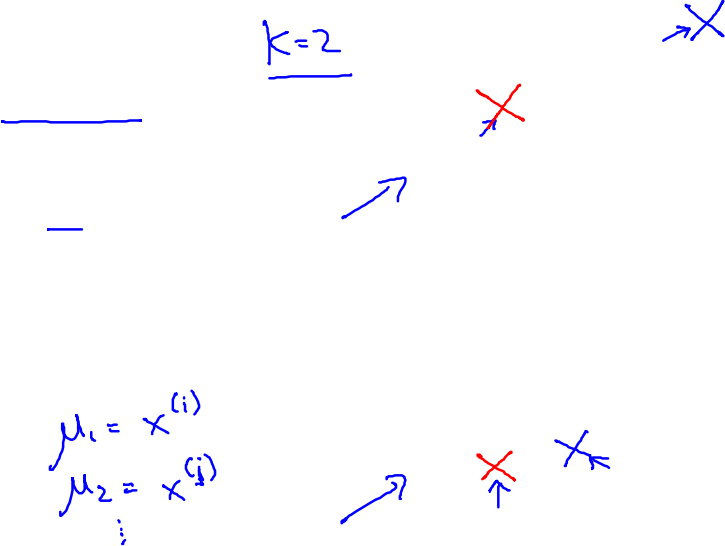 K=2
μ₁ = x⁽ⁱ⁾
μ₂ = x⁽ʲ⁾
⋮